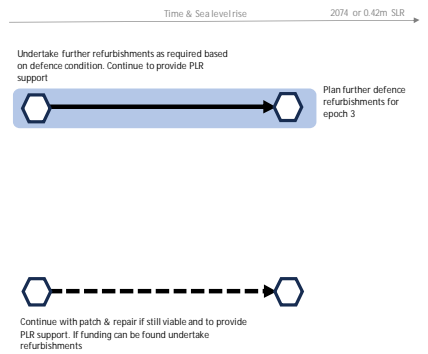 Time & Sea level rise
2074 or 0.42m SLR
Undertake further refurbishments as required based
on defence condition. Continue to provide PLR
support
Plan further defence
refurbishments for
epoch 3
Continue with patch & repair if still viable and to provide
PLR support. If funding can be found undertake
refurbishments